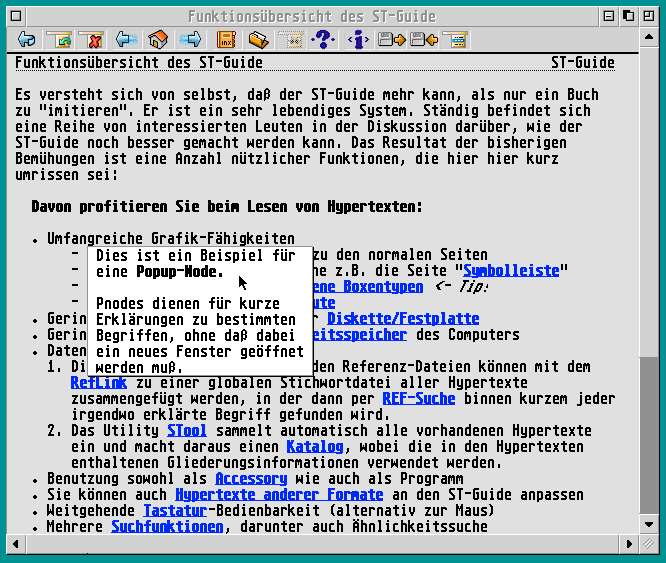 Funktionsübersicht des ST-Guide
Funktionsübersicht des ST-Guide ST-Guide
Es versteht sich von selbst, daß der ST-Guide mehr kann, als nur ein Buch
zu "imitieren". Er ist ein sehr lebendiges System. Ständig befindet sich
eine Reihe von interessierten Leuten in der Diskussion darüber, wie der
ST-Guide noch besser gemacht werden kann. Das Resultat der bisherigen
Bemühungen ist eine Anzahl nützlicher Funktionen, die hier hier kurz
umrissen sei:
Davon profitieren Sie beim Lesen von Hypertexten:
• Umfangreiche Grafik-Fähigkeiten
- zu den normalen Seiten
- he z.B. die Seite "Symbolleiste"
- ene Boxentypen <- Tip!
- ute
Dies ist ein Beispiel für
eine Popup-Node.
Pnodes dienen für kurze
Erklärungen zu bestimmten
Begriffen, ohne daß dabei
ein neues Fenster geöffnet
werden muß.
• Gerin r Diskette/Festplatte
• Gerin eitsspeicher des Computers
• Daten
1. Di den Referenz-Dateien können mit dem
RefLink zu einer globalen Stichwortdatei aller Hypertexte
zusammengefügt werden, in der dann per REF-Suche binnen kurzem jeder
irgendwo erklärte Begriff gefunden wird.
2. Das Utility STool sammelt automatisch alle vorhandenen Hypertexte
ein und macht daraus einen Katalog, wobei die in den Hypertexten
enthaltenen Gliederungsinformationen verwendet werden.
• Benutzung sowohl als Accessory wie auch als Programm
• Sie können auch Hypertexte anderer Formate an den ST-Guide anpassen
• Weitgehende Tastatur-Bedienbarkeit (alternativ zur Maus)
• Mehrere Suchfunktionen, darunter auch Ähnlichkeitssuche